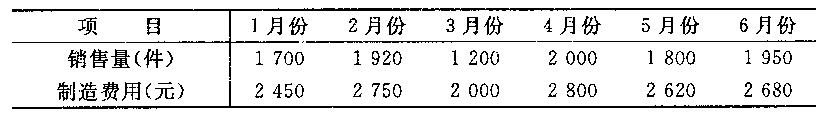 项 目 1月份 2月份 3月份 4月份 5月份 6月份
销售量(件) 1 700 1 920 1 200 2 000 1 800 1 950
制造费用(元) 2 450 2 750 2 000 2 800 2 620 2 680